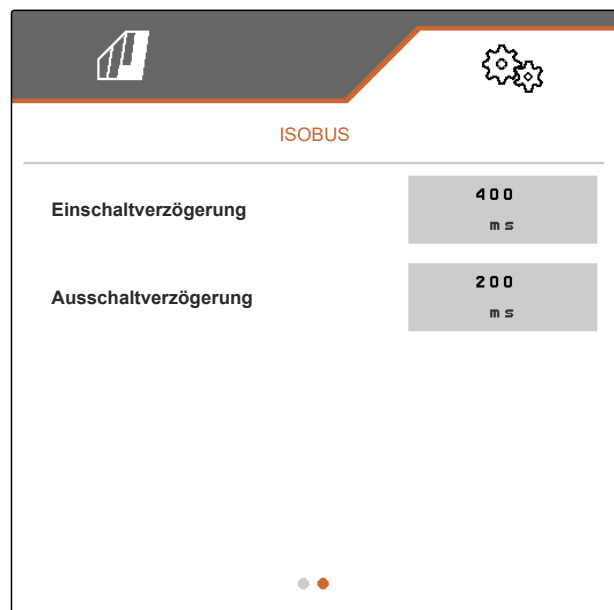 ISOBUS
Einschaltverzögerung
400
ms
Ausschaltverzögerung
200
ms